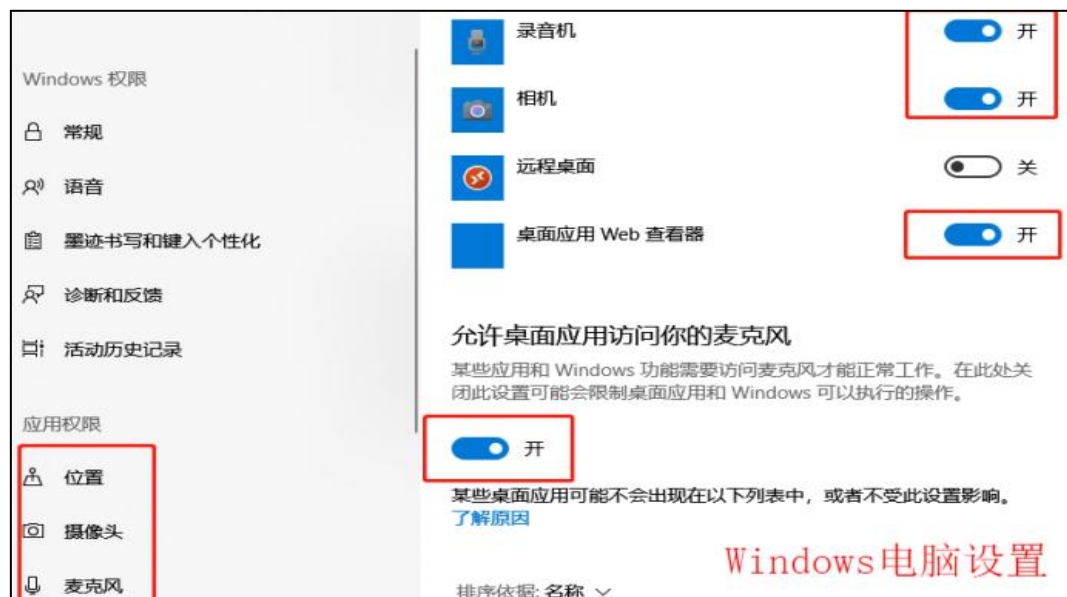 Windows 权限
常规
语音
墨迹书写和键入个性化
诊断和反馈
活动历史记录
应用权限
位置
摄像头
麦克风
录音机 开
相机 开
远程桌面 关
桌面应用 Web 查看器 开
允许桌面应用访问你的麦克风
某些应用和 Windows 功能需要访问麦克风才能正常工作。在此处关
闭此设置可能会限制桌面应用和 Windows 可以执行的操作。
开
某些桌面应用可能不会出现在以下列表中，或者不受此设置影响。
了解原因
Windows电脑设置
排序依据: 名称